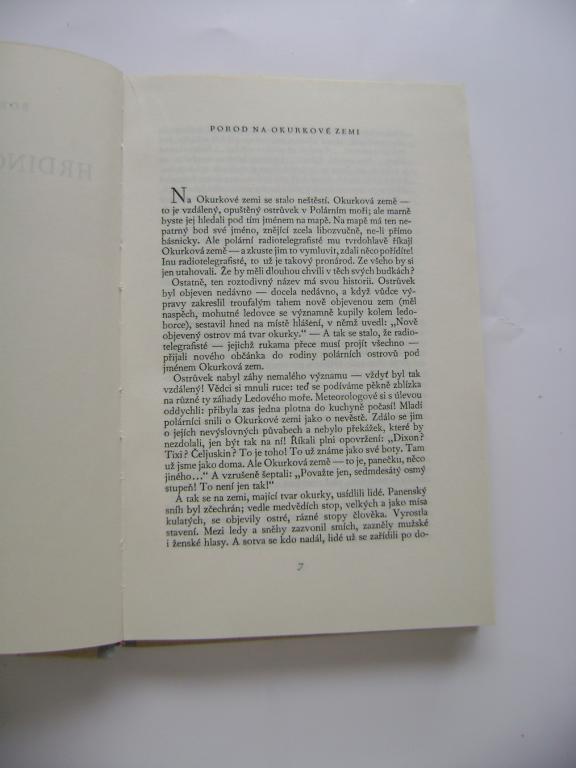 BO
HRDINO
POROD NA OKURKOVÉ ZEMI
Na Okurkové zemi se stalo neštěstí. Okurková země —
to je vzdálený, opuštěný ostrůvek v Polárním moři; ale marně
byste jej hledali pod tím jménem na mapě. Na mapě má ten ne-
patrný bod své jméno, znějící zcela libozvučně, ne-li přímo
básnicky. Ale polární radiotelegrafisté mu tvrdohlavě říkají
Okurková země — a zkuste jim to vymluvit, zdali něco pořídíte!
Inu radiotelegrafisté, to už je takový pronárod. Ze všeho by si
jen utahovali. Že by měli dlouhou chvíli v těch svých budkách?
Ostatně, ten roztodivný název má svou historii. Ostrůvek
byl objeven nedávno — docela nedávno, a když vůdce vý-
pravy zakreslil troufalým tahem nově objevenou zem (měl
naspěch, mohutné ledovce se významně kupily kolem ledo-
borce), sestavil hned na místě hlášení, v němž uvedl: „Nově
objevený ostrov má tvar okurky.“ — A tak se stalo, že radio-
telegrafisté — jejichž rukama přece musí projít všechno —
přijali nového občánka do rodiny polárních ostrovů pod
jménem Okurková zem.
Ostrůvek nabyl záhy nemalého významu — vždyť byl tak
vzdálený! Vědci si mnuli ruce: teď se podíváme pěkně zblízka
na různé ty záhady Ledového moře. Meteorologové si s úlevou
oddychli: přibyla zas jedna plotna do kuchyně počasí! Mladí
polárníci snili o Okurkové zemi jako o nevěstě. Zdálo se jim
o jejích nevýslovných půvabech a nebylo překážek, které by
nezdolali, jen být tak na ní! Říkali plni opovržení: „Dixon?
Tixi? Čeljuskin? To je toho! To už známe jako své boty. Tam
už jsme jako doma. Ale Okurková země — to je, panečku, něco
jiného...“ A vzrušeně šeptali: „Považte jen, sedmdesátý osmý
stupeň! To není jen tak!“
A tak se na zemi, mající tvar okurky, usídlili lidé. Panenský
sníh byl zčechrán; vedle medvědích stop, velkých a jako mísa
kulatých, se objevily ostré, rázné stopy člověka. Vyrostla
stavení. Mezi ledy a sněhy zazvonil smích, zazněly mužské
i ženské hlasy. A sotva se kdo nadál, lidé už se zařídili po do-
7